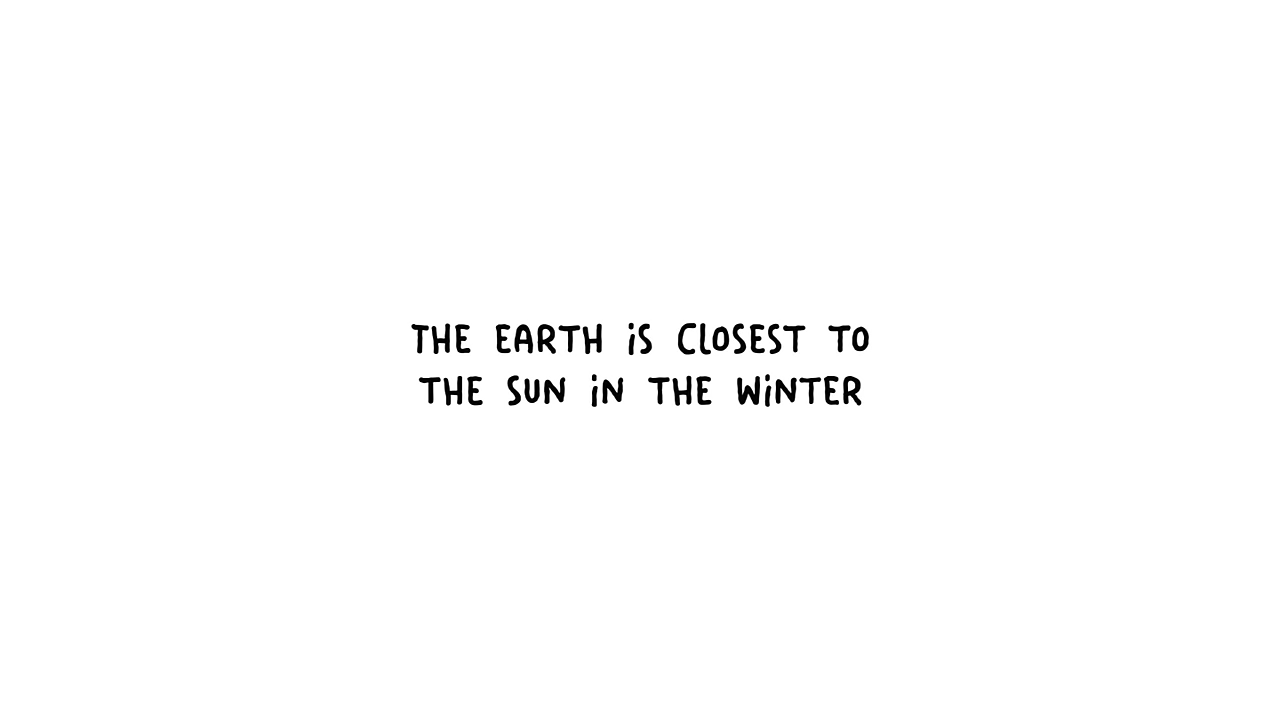 THE EARTH iS CLOSEST TO
THE SUN iN THE WiNTER